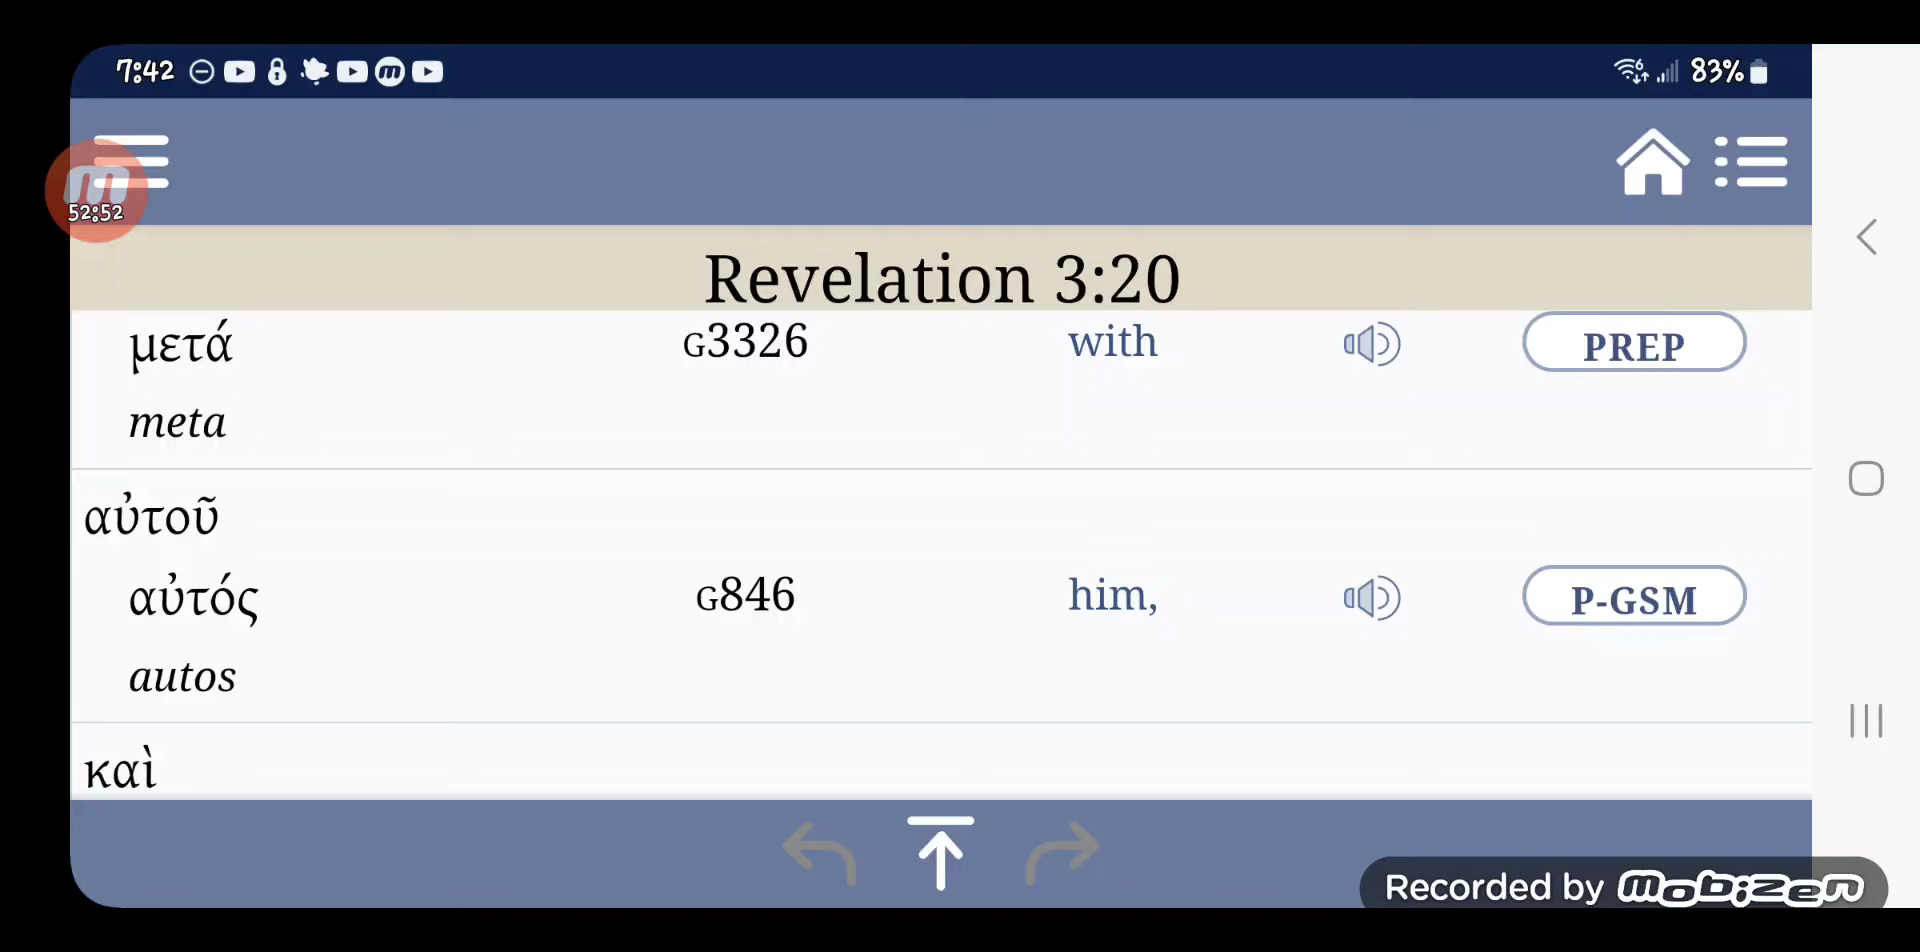 7:42
83%
52:52
Revelation 3:20
μετά G3326 with PREP
meta
αὐτοῦ
αὐτός G846 him, P-GSM
autos
καὶ
Recorded by mobizen